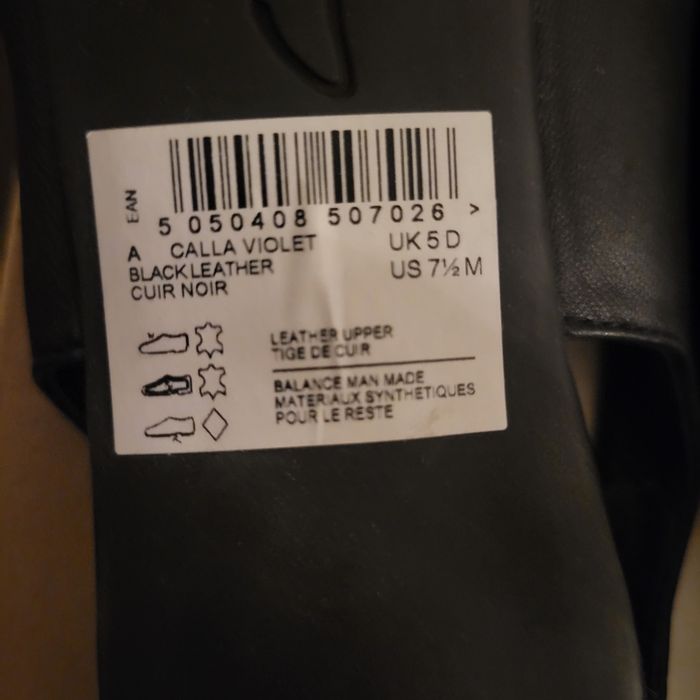 EAN
5 050408 507026 >
A CALLA VIOLET UK 5 D
BLACK LEATHER US 7½ M
CUIR NOIR
LEATHER UPPER
TIGE DE CUIR
BALANCE MAN MADE
MATERIAUX SYNTHETIQUES
POUR LE RESTE